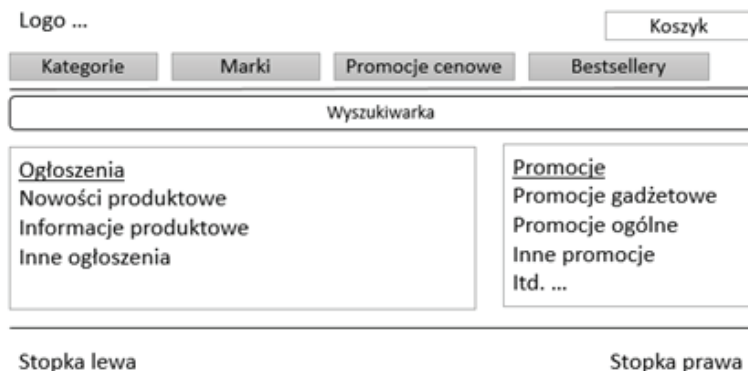 Logo ...
Koszyk
Kategorie
Marki
Promocje cenowe
Bestsellery
Wyszukiwarka
Ogłoszenia
Nowości produktowe
Informacje produktowe
Inne ogłoszenia
Promocje
Promocje gadżetowe
Promocje ogólne
Inne promocje
Itd. ...
Stopka lewa
Stopka prawa